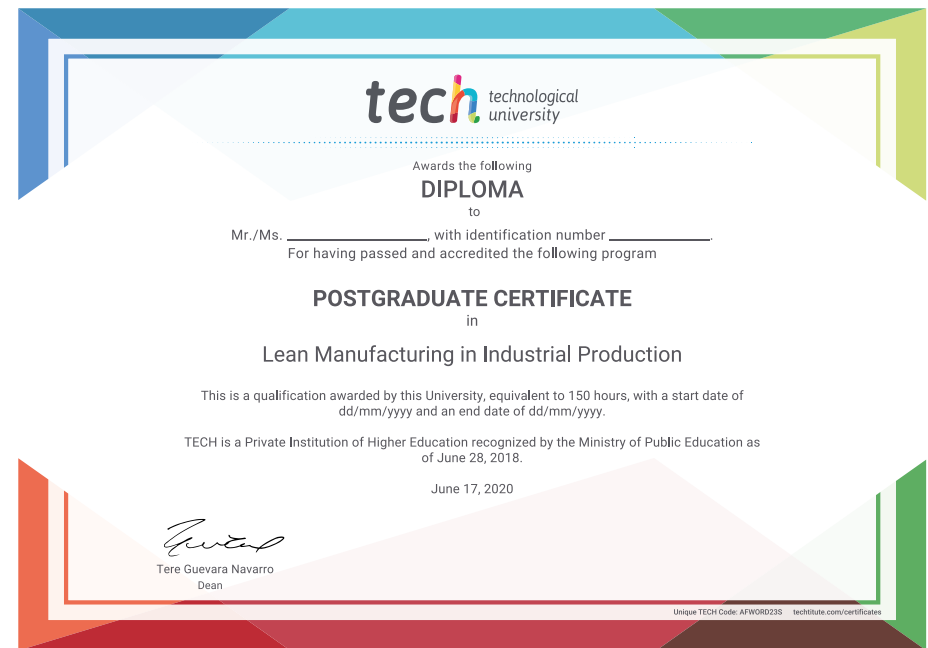 tech technological
university
Awards the following
DIPLOMA
to
Mr./Ms. ____________________, with identification number ______________.
For having passed and accredited the following program
POSTGRADUATE CERTIFICATE
in
Lean Manufacturing in Industrial Production
This is a qualification awarded by this University, equivalent to 150 hours, with a start date of
dd/mm/yyyy and an end date of dd/mm/yyyy.
TECH is a Private Institution of Higher Education recognized by the Ministry of Public Education as
of June 28, 2018.
June 17, 2020
Tere Guevara Navarro
Dean
Unique TECH Code: AFWORD23S techtitute.com/certificates